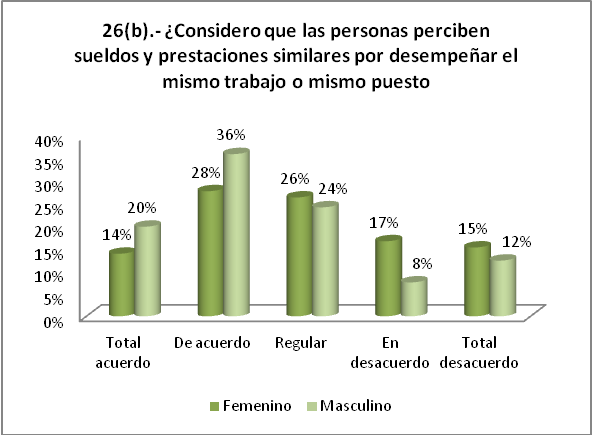 26(b).- ¿Considero que las personas perciben
sueldos y prestaciones similares por desempeñar el
mismo trabajo o mismo puesto
40%
35%
30%
25%
20%
15%
10%
5%
0%
14%
20%
28%
36%
26%
24%
17%
8%
15%
12%
Total
acuerdo
De acuerdo
Regular
En
desacuerdo
Total
desacuerdo
Femenino
Masculino